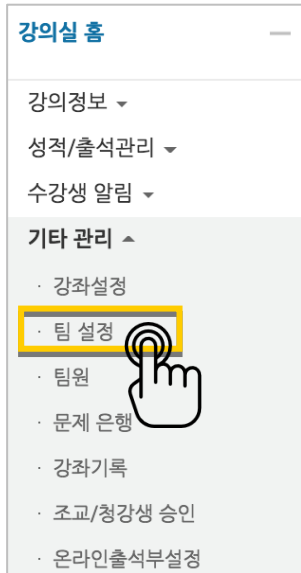 강의실 홈
강의정보
성적/출석관리
수강생 알림
기타 관리
· 강좌설정
· 팀 설정
· 팀원
· 문제 은행
· 강좌기록
· 조교/청강생 승인
· 온라인출석부설정